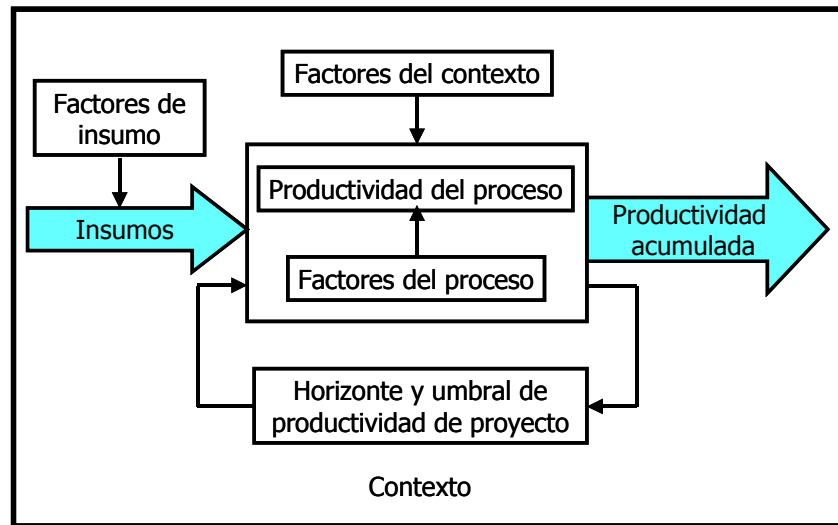 Factores del contexto
Factores de
insumo
Productividad del proceso
Insumos
Productividad
acumulada
Factores del proceso
Horizonte y umbral de
productividad de proyecto
Contexto